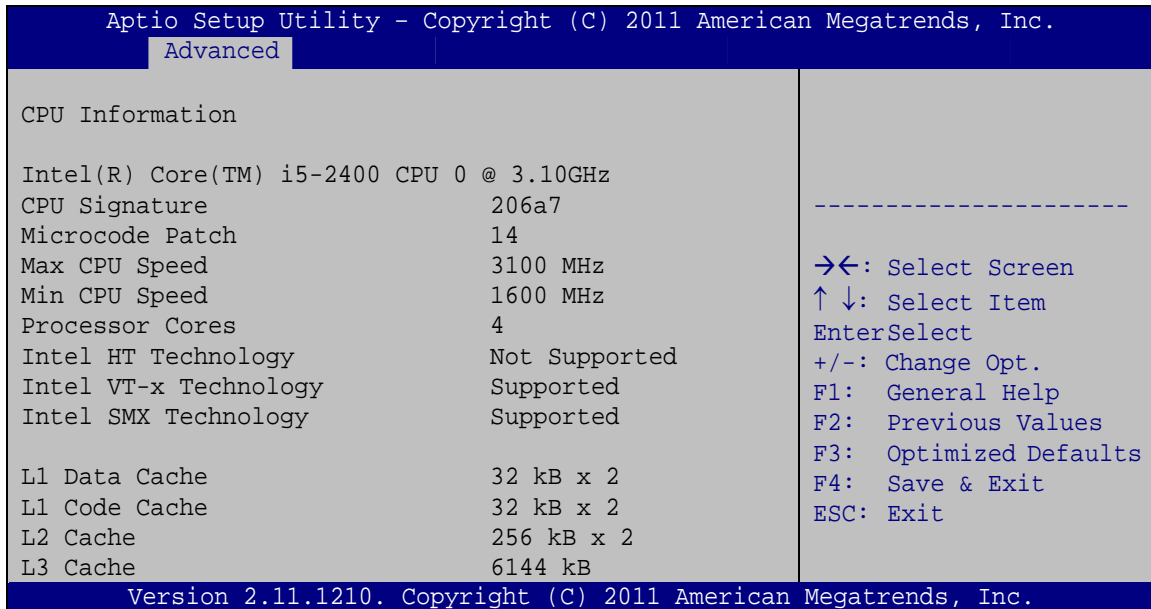 Aptio Setup Utility – Copyright (C) 2011 American Megatrends, Inc.
Advanced
CPU Information
Intel(R) Core(TM) i5-2400 CPU 0 @ 3.10GHz
CPU Signature 206a7
Microcode Patch 14
Max CPU Speed 3100 MHz
Min CPU Speed 1600 MHz
Processor Cores 4
Intel HT Technology Not Supported
Intel VT-x Technology Supported
Intel SMX Technology Supported
L1 Data Cache 32 kB x 2
L1 Code Cache 32 kB x 2
L2 Cache 256 kB x 2
L3 Cache 6144 kB
----------------------
→←: Select Screen
↑ ↓: Select Item
EnterSelect
+/-: Change Opt.
F1: General Help
F2: Previous Values
F3: Optimized Defaults
F4: Save & Exit
ESC: Exit
Version 2.11.1210. Copyright (C) 2011 American Megatrends, Inc.